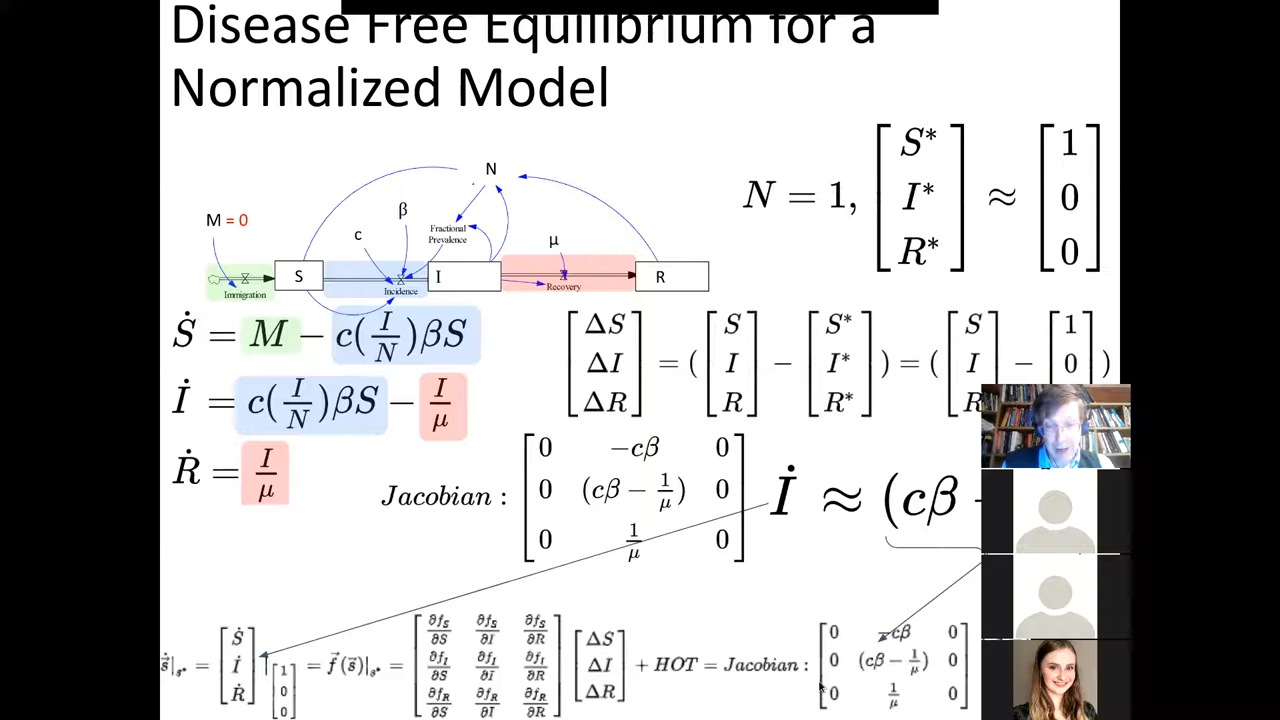 Disease Free Equilibrium for a
Normalized Model
N
M = 0
β
c
Fractional
Prevalence
μ
S
I
R
Immigration
Incidence
Recovery
N = 1, [S* I* R*] ≈ [1 0 0]
Ṡ = M − c(I/N)βS
İ = c(I/N)βS − I/μ
Ṙ = I/μ
[ΔS ΔI ΔR] = ([S I R] − [S* I* R*]) = ([S I R] − [1 0 )
Jacobian : [0 −cβ 0
0 (cβ − 1/μ) 0
0 1/μ 0]
İ ≈ (cβ −
s⃗̇|ₛ* = [Ṡ İ Ṙ]|[1 0 0] = f⃗(s⃗)|ₛ* = [∂fS/∂S ∂fS/∂I ∂fS/∂R
∂fI/∂S ∂fI/∂I ∂fI/∂R
∂fR/∂S ∂fR/∂I ∂fR/∂R] [ΔS ΔI ΔR] + HOT = Jacobian : [0 −cβ 0
0 (cβ − 1/μ) 0
0 1/μ 0]